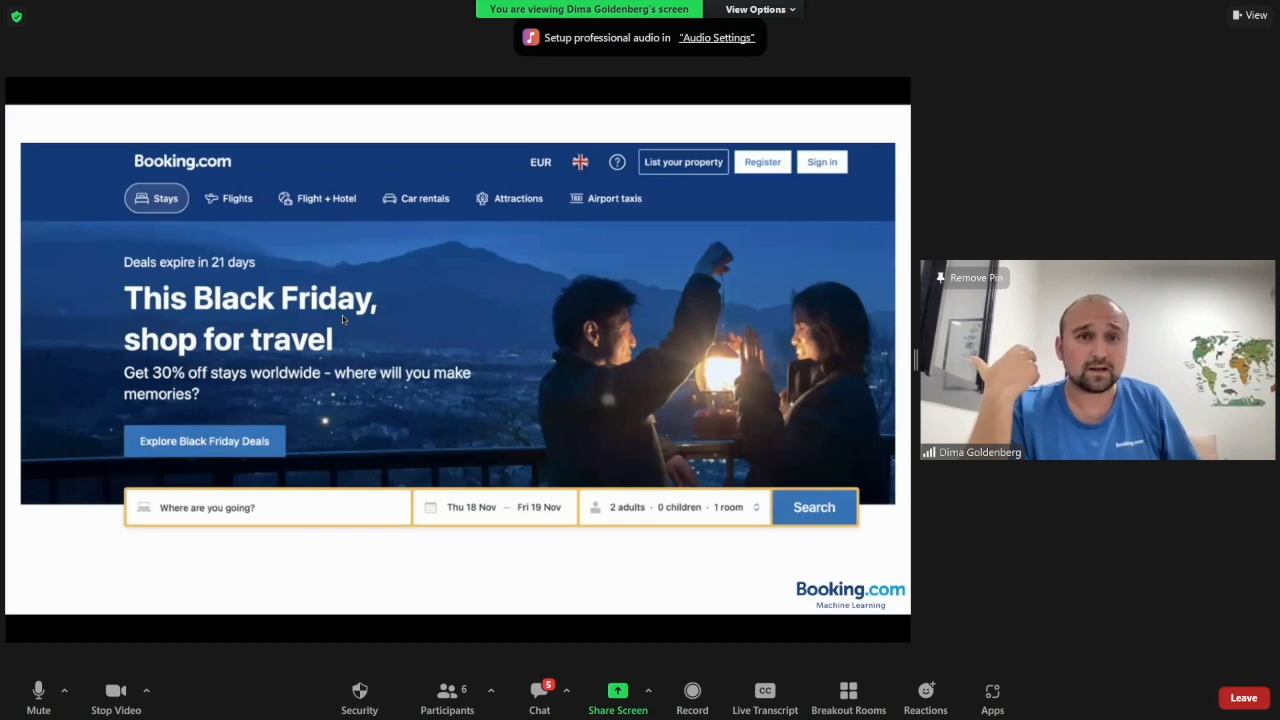 You are viewing Dima Goldenberg's screen
View Options
View
Setup professional audio in "Audio Settings"
Booking.com
EUR
?
List your property
Register
Sign in
Stays
Flights
Flight + Hotel
Car rentals
Attractions
TAXI Airport taxis
Deals expire in 21 days
This Black Friday,
shop for travel
Get 30% off stays worldwide - where will you make
memories?
Explore Black Friday Deals
Where are you going?
Thu 18 Nov — Fri 19 Nov
2 adults · 0 children · 1 room
Search
Booking.com
Machine Learning
Remove Pin
Booking.com
Dima Goldenberg
Mute
Stop Video
Security
6
Participants
5
Chat
Share Screen
Record
CC
Live Transcript
Breakout Rooms
Reactions
Apps
Leave